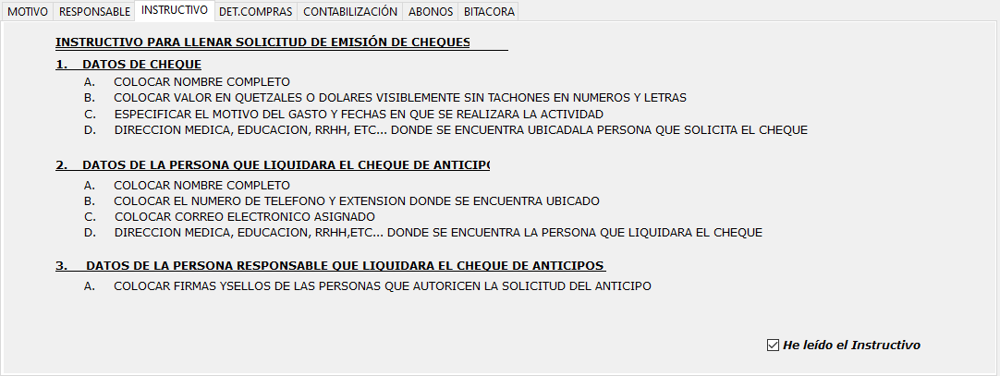 MOTIVO RESPONSABLE INSTRUCTIVO DET.COMPRAS CONTABILIZACIÓN ABONOS BITACORA
INSTRUCTIVO PARA LLENAR SOLICITUD DE EMISIÓN DE CHEQUES
1. DATOS DE CHEQUE
A. COLOCAR NOMBRE COMPLETO
B. COLOCAR VALOR EN QUETZALES O DOLARES VISIBLEMENTE SIN TACHONES EN NUMEROS Y LETRAS
C. ESPECIFICAR EL MOTIVO DEL GASTO Y FECHAS EN QUE SE REALIZARA LA ACTIVIDAD
D. DIRECCION MEDICA, EDUCACION, RRHH, ETC... DONDE SE ENCUENTRA UBICADALA PERSONA QUE SOLICITA EL CHEQUE
2. DATOS DE LA PERSONA QUE LIQUIDARA EL CHEQUE DE ANTICIPO
A. COLOCAR NOMBRE COMPLETO
B. COLOCAR EL NUMERO DE TELEFONO Y EXTENSION DONDE SE ENCUENTRA UBICADO
C. COLOCAR CORREO ELECTRONICO ASIGNADO
D. DIRECCION MEDICA, EDUCACION, RRHH,ETC... DONDE SE ENCUENTRA LA PERSONA QUE LIQUIDARA EL CHEQUE
3. DATOS DE LA PERSONA RESPONSABLE QUE LIQUIDARA EL CHEQUE DE ANTICIPOS
A. COLOCAR FIRMAS YSELLOS DE LAS PERSONAS QUE AUTORICEN LA SOLICITUD DEL ANTICIPO
He leído el Instructivo